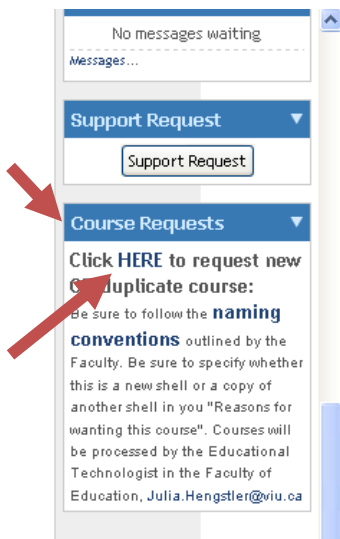 No messages waiting
Messages...
Support Request
Support Request
Course Requests
Click HERE to request new
duplicate course:
Be sure to follow the naming
conventions outlined by the
Faculty. Be sure to specify whether
this is a new shell or a copy of
another shell in you "Reasons for
wanting this course". Courses will
be processed by the Educational
Technologist in the Faculty of
Education, Julia.Hengstler@viu.ca